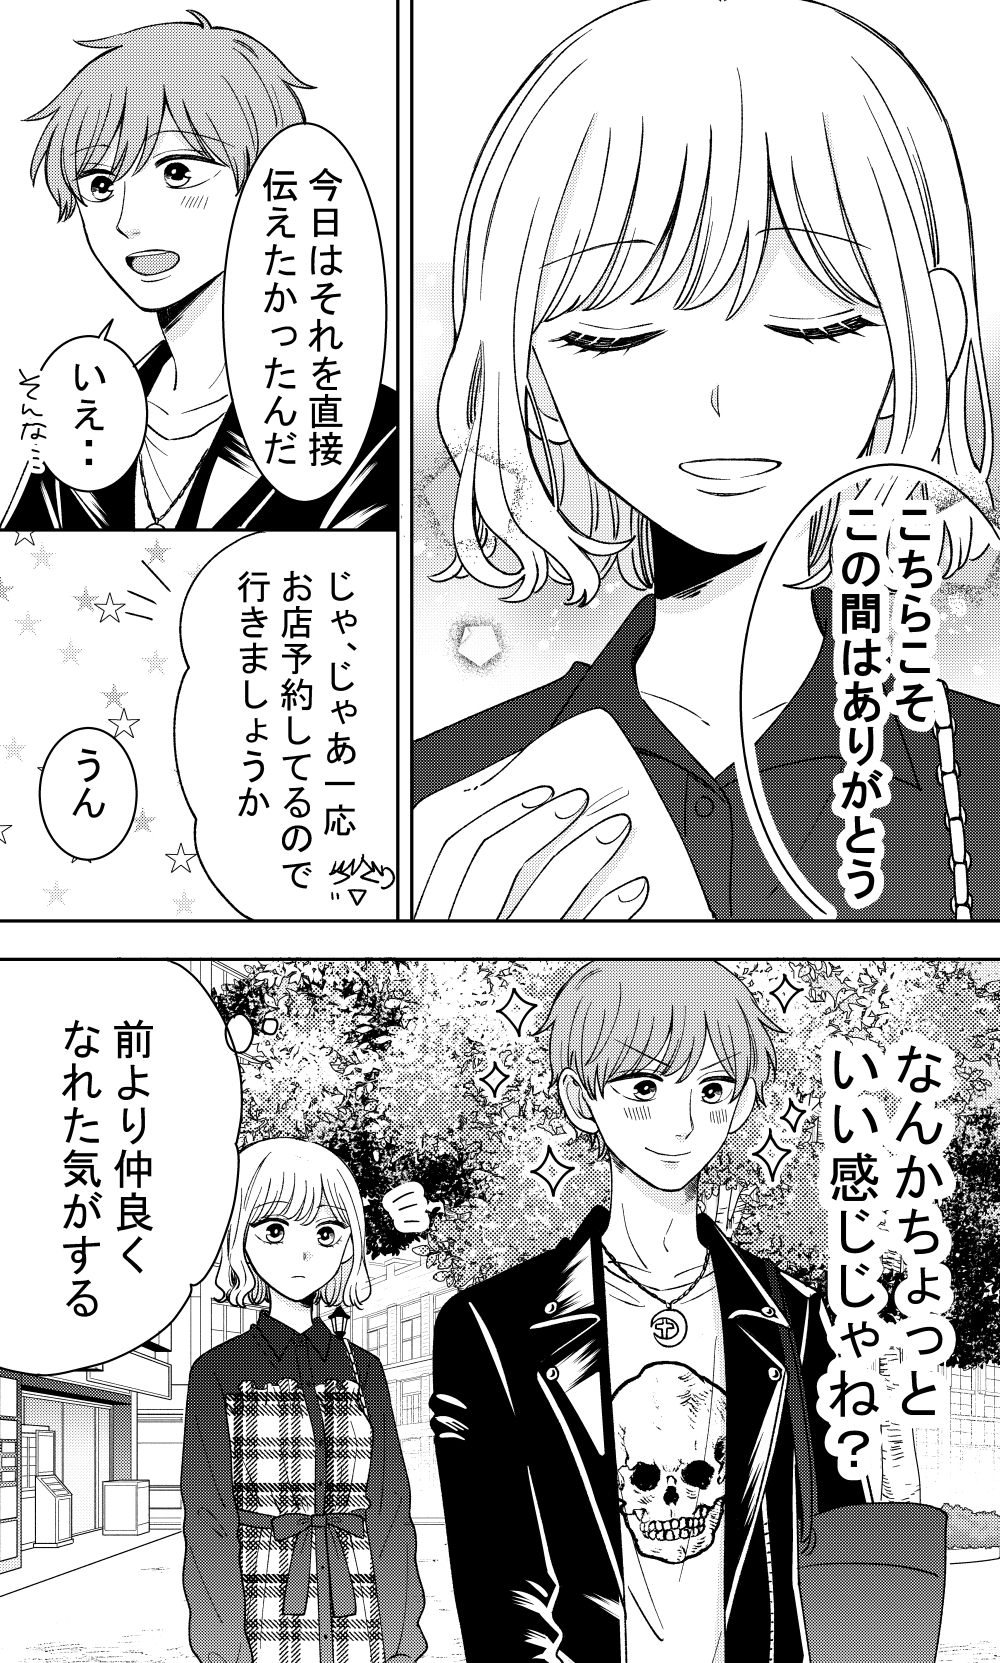 こちらこそ
この間はありがとう
今日はそれを直接
伝えたかったんだ
いえ・・
そんな…
じゃ、じゃあ一応
お店予約してるので
行きましょうか
うん
なんかちょっと
いい感じじゃね？
前より仲良く
なれた気がする